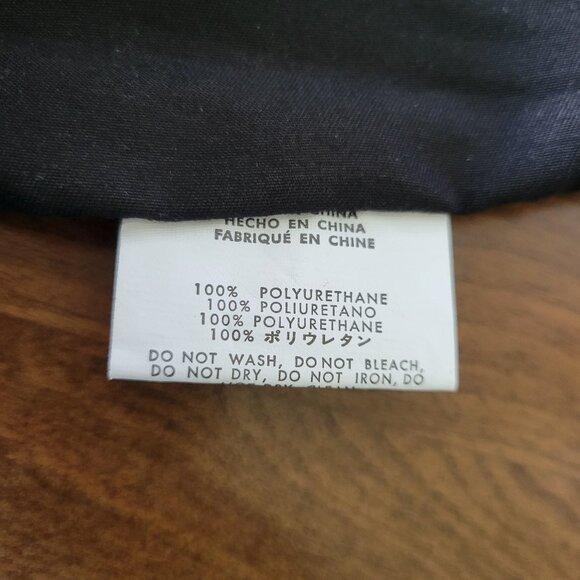 CHINA
HECHO EN CHINA
FABRIQUÉ EN CHINE
100% POLYURETHANE
100% POLIURETANO
100% POLYURETHANE
100% ポリウレタン
DO NOT WASH, DO NOT BLEACH,
DO NOT DRY, DO NOT IRON, DO